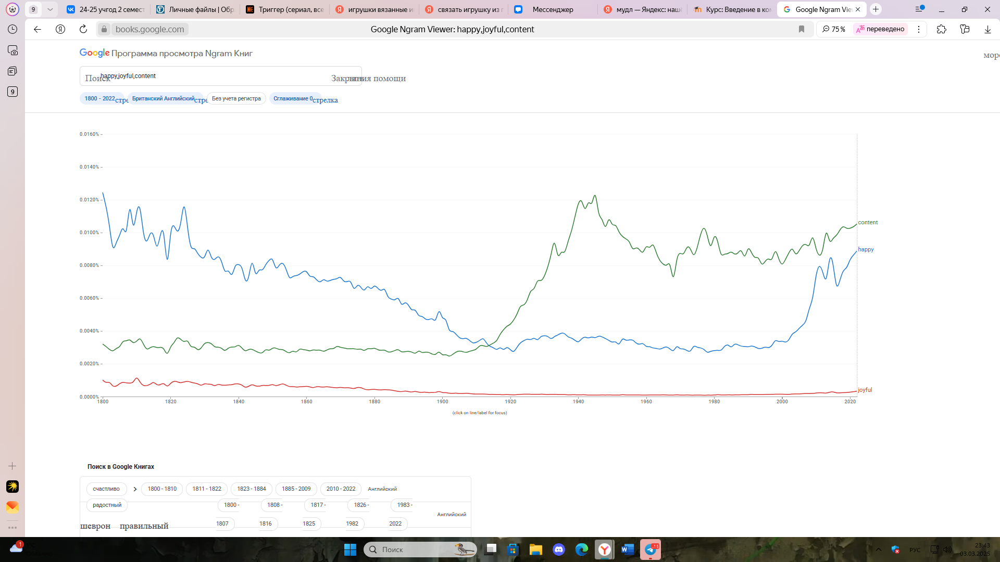 9
24-25 учгод 2 семест
Личные файлы | Обр
Триггер (сериал, все
игрушки вязанные и
связать игрушку из г
Мессенджер
мудл — Яндекс: наш
Курс: Введение в ко
Google Ngram Vie
books.google.com
Google Ngram Viewer: happy,joyful,content
75%
переведено
9
Google Программа просмотра Ngram Книг
море
Поиск
happy,joyful,content
помощи
1800 - 2022
стре
Британский Английский
стре
Без учета регистра
Сглаживание 0
стрелка
0.0160%
0.0140%
0.0120%
0.0100%
0.0080%
0.0060%
0.0040%
0.0020%
0.0000%
content
happy
joyful
1800 1820 1840 1860 1880 1900 1920 1940 1960 1980 2000 2020
(click on line/label for focus)
Поиск в Google Книгах
счастливо 1800 - 1810 1811 - 1822 1823 - 1884 1885 - 2009 2010 - 2022 Английский
радостный 1800 - 1808 - 1817 - 1826 - 1983 -
Английский
1807 1816 1825 1982 2022
шеврон правильный
1
Поиск
15
РУС
23:43
03.03.2025